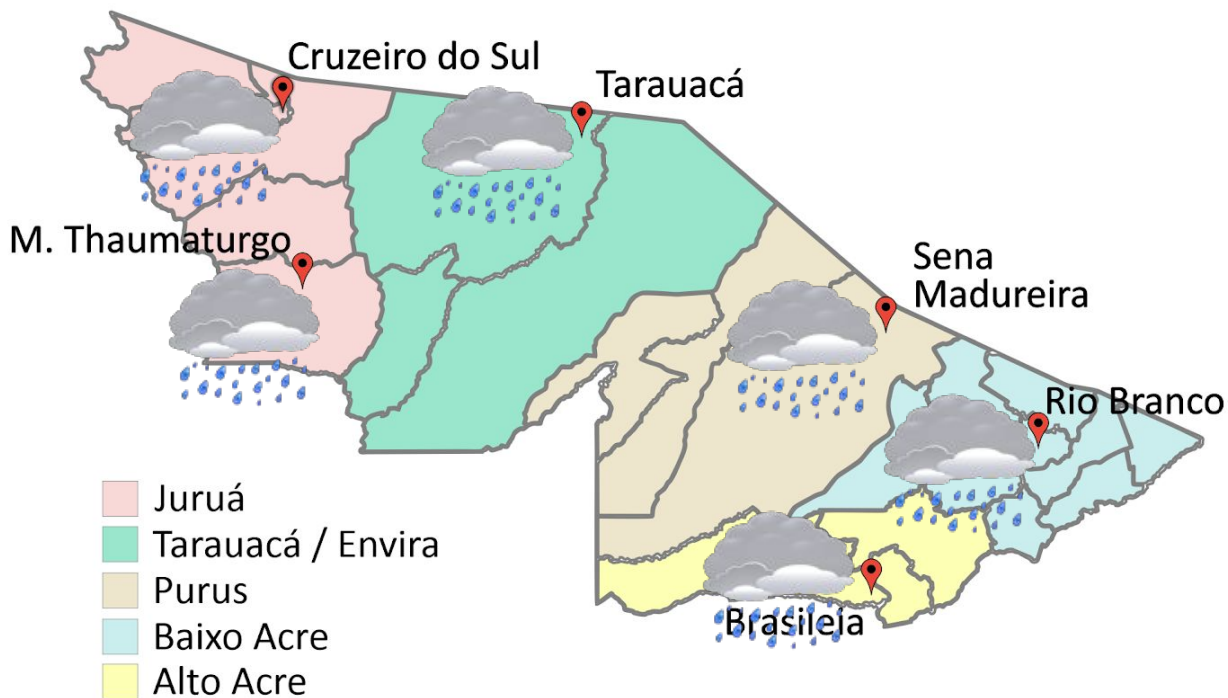 Cruzeiro do Sul
Tarauacá
M. Thaumaturgo
Sena
Madureira
Rio Branco
Brasileia
Juruá
Tarauacá / Envira
Purus
Baixo Acre
Alto Acre